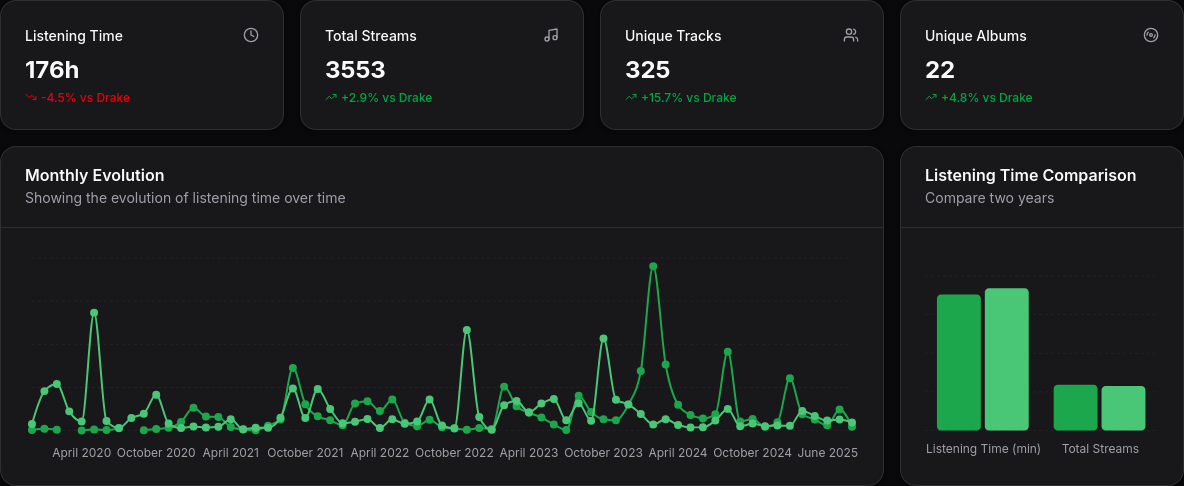 Listening Time
176h
-4.5% vs Drake
Total Streams
3553
+2.9% vs Drake
Unique Tracks
325
+15.7% vs Drake
Unique Albums
22
+4.8% vs Drake
Monthly Evolution
Showing the evolution of listening time over time
April 2020 October 2020 April 2021 October 2021 April 2022 October 2022 April 2023 October 2023 April 2024 October 2024 June 2025
Listening Time Comparison
Compare two years
Listening Time (min) Total Streams